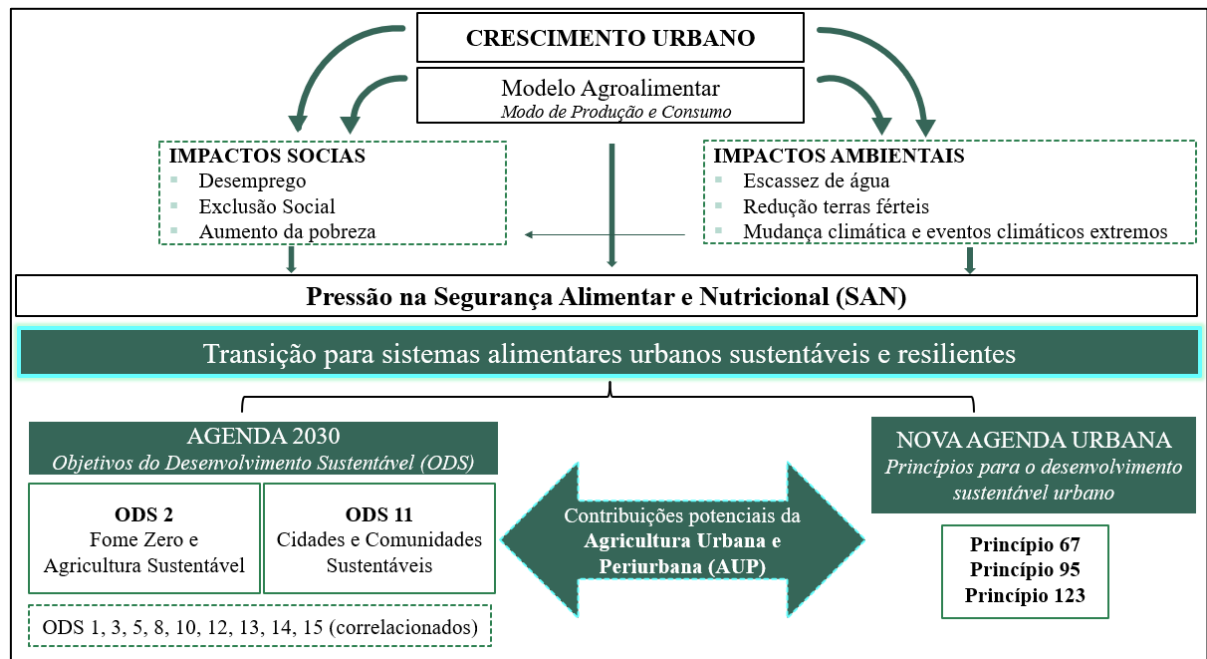 CRESCIMENTO URBANO
Modelo Agroalimentar
Modo de Produção e Consumo
IMPACTOS SOCIAS
Desemprego
Exclusão Social
Aumento da pobreza
IMPACTOS AMBIENTAIS
Escassez de água
Redução terras férteis
Mudança climática e eventos climáticos extremos
Pressão na Segurança Alimentar e Nutricional (SAN)
Transição para sistemas alimentares urbanos sustentáveis e resilientes
AGENDA 2030
Objetivos do Desenvolvimento Sustentável (ODS)
ODS 2
Fome Zero e
Agricultura Sustentável
ODS 11
Cidades e Comunidades
Sustentáveis
ODS 1, 3, 5, 8, 10, 12, 13, 14, 15 (correlacionados)
Contribuições potenciais da
Agricultura Urbana e
Periurbana (AUP)
NOVA AGENDA URBANA
Princípios para o desenvolvimento
sustentável urbano
Princípio 67
Princípio 95
Princípio 123